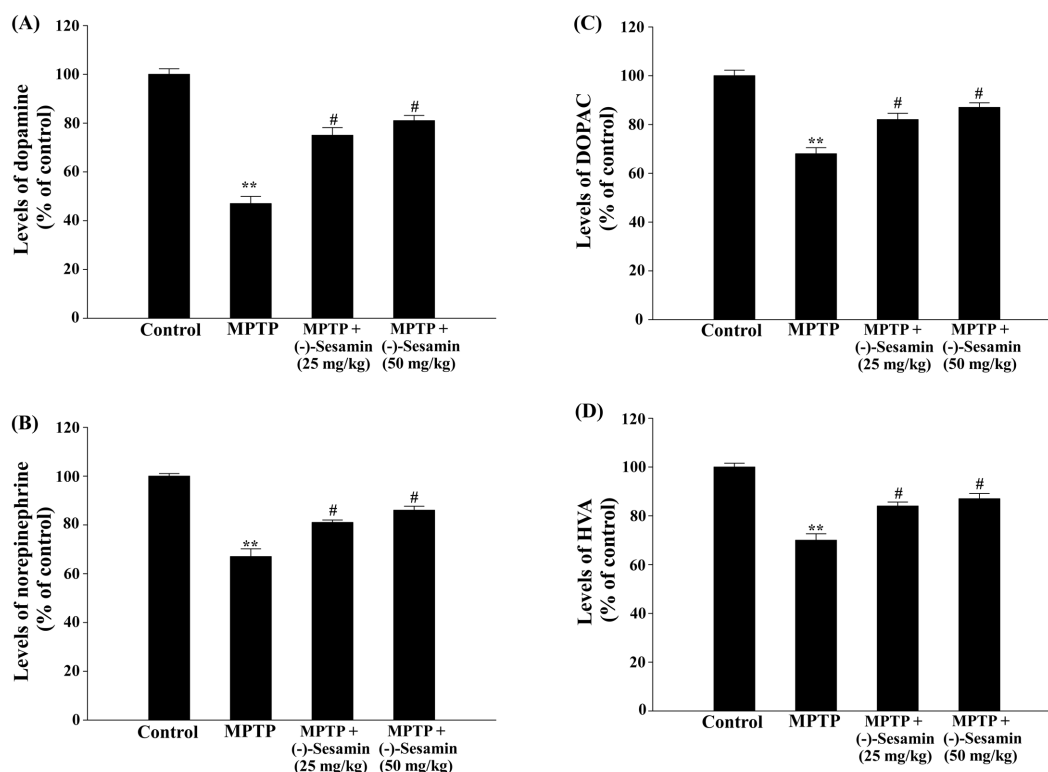 (A)
Levels of dopamine
(% of control)
120
100
80
60
40
20
0
**
#
#
Control
MPTP
MPTP +
(-)-Sesamin
(25 mg/kg)
MPTP +
(-)-Sesamin
(50 mg/kg)
(B)
Levels of norepinephrine
(% of control)
120
100
80
60
40
20
0
**
#
#
Control
MPTP
MPTP +
(-)-Sesamin
(25 mg/kg)
MPTP +
(-)-Sesamin
(50 mg/kg)
(C)
Levels of DOPAC
(% of control)
120
100
80
60
40
20
0
**
#
#
Control
MPTP
MPTP +
(-)-Sesamin
(25 mg/kg)
MPTP +
(-)-Sesamin
(50 mg/kg)
(D)
Levels of HVA
(% of control)
120
100
80
60
40
20
0
**
#
#
Control
MPTP
MPTP +
(-)-Sesamin
(25 mg/kg)
MPTP +
(-)-Sesamin
(50 mg/kg)